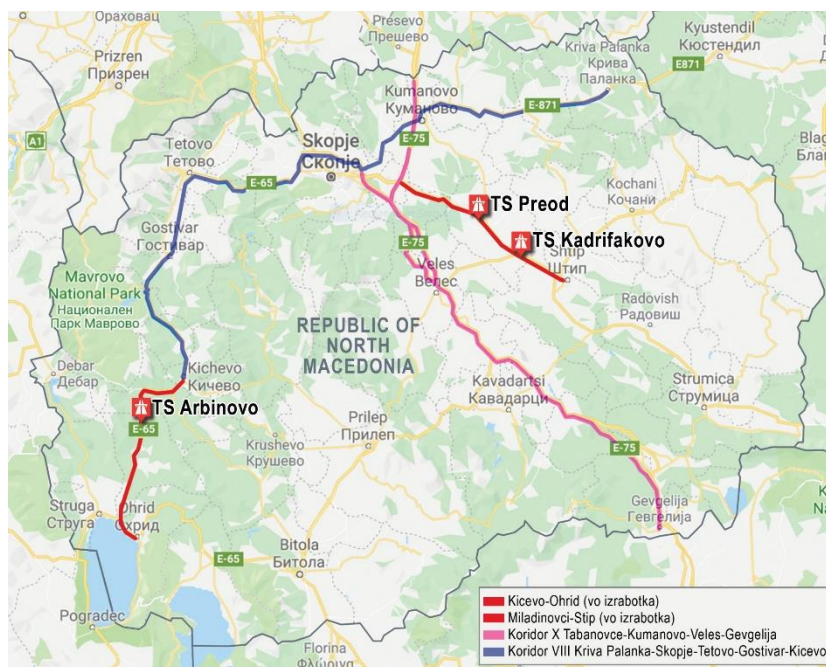 Ораховац
Prizren
Призрен
Presevo
Прешево
Kriva Palanka
Крива
Паланка
Kyustendil
Кюстендил
E871
Kumanovo
Куманово
E-871
E-75
A1
Tetovo
Тетово
Skopje
Скопје
E-65
TS Preod
Kochani
Кочани
Blag
Gostivar
Гостивар
TS Kadrifakovo
E-75
Shtip
Штип
Veles
Велес
Mavrovo
National Park
Национален
Парк Маврово
Radovish
Радовиш
REPUBLIC OF
NORTH
MACEDONIA
Debar
Дебар
Kichevo
Кичево
Kavadartsi
Кавадарци
Strumica
Струмица
TS Arbinovo
E-65
Prilep
Прилеп
Krushevo
Крушево
E-75
Struga
Струга
Ohrid
Охрид
Gevgelija
Гевгелија
Bitola
Битола
E-65
Pogradec
Florina
Φλώρινα
Kicevo-Ohrid (vo izrabotka)
Miladinovci-Stip (vo izrabotka)
Koridor X Tabanovce-Kumanovo-Veles-Gevgelija
Koridor VIII Kriva Palanka-Skopje-Tetovo-Gostivar-Kicevo